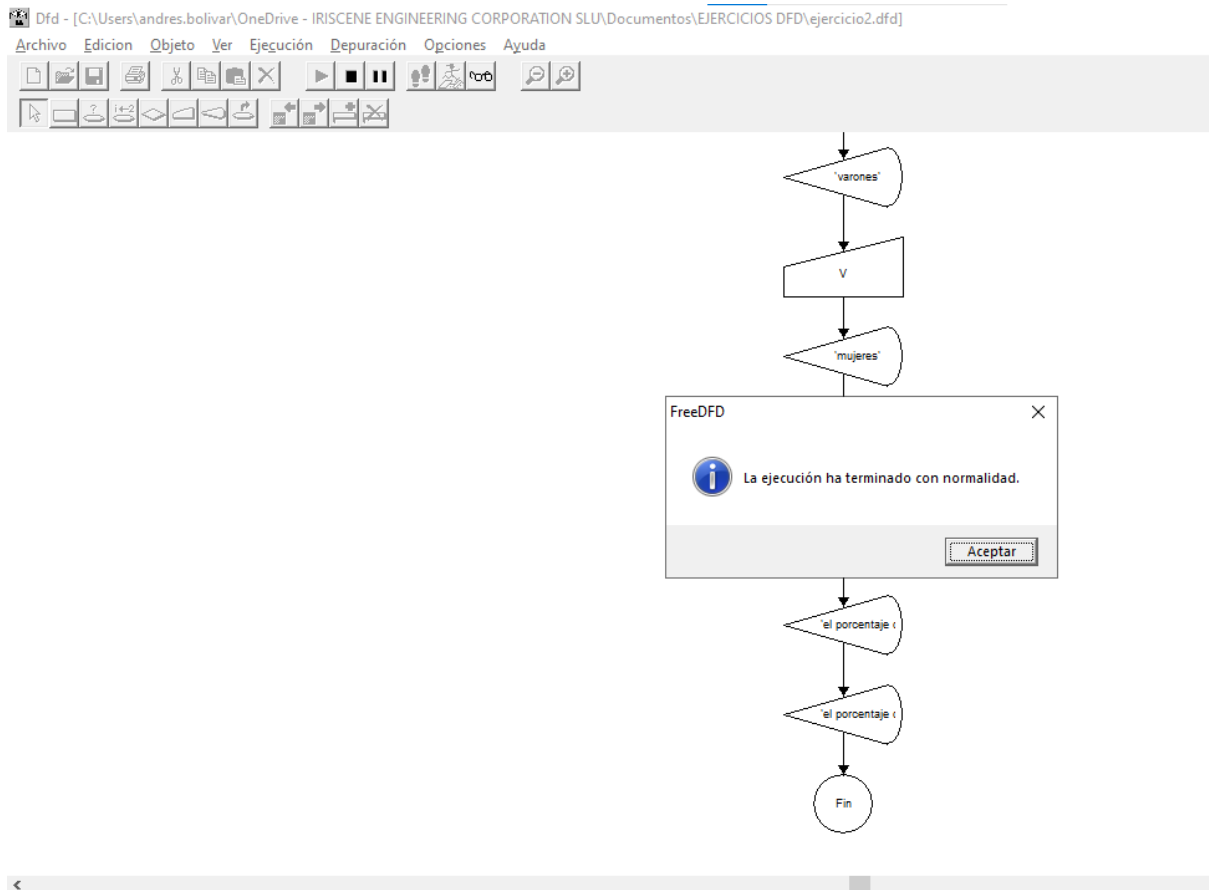 Dfd - [C:\Users\andres.bolivar\OneDrive - IRISCENE ENGINEERING CORPORATION SLU\Documentos\EJERCICIOS DFD\ejercicio2.dfd]
Archivo Edicion Objeto Ver Ejecución Depuración Opciones Ayuda
'varones'
V
'mujeres'
FreeDFD
La ejecución ha terminado con normalidad.
Aceptar
'el porcentaje
'el porcentaje
Fin